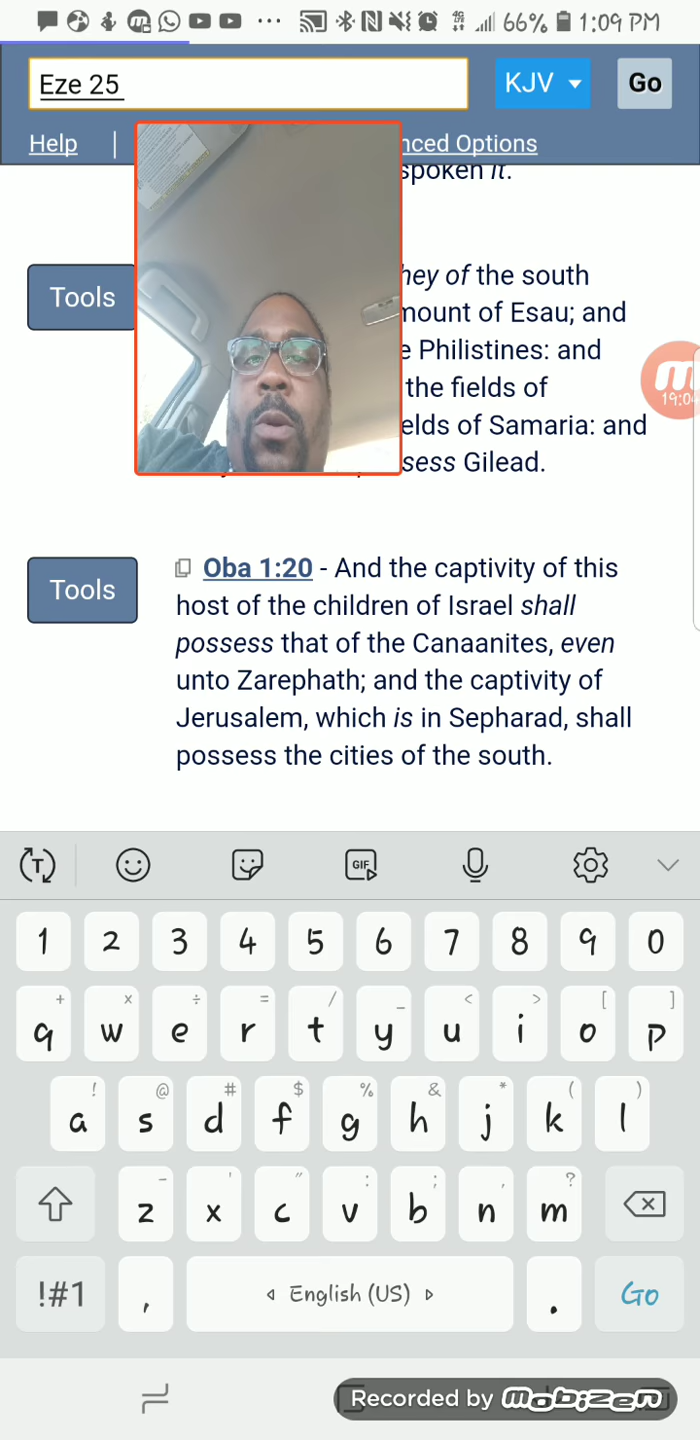 66% 1:09 PM
Eze 25
KJV
Go
Help | nced Options
spoken it.
Tools
hey of the south
mount of Esau; and
e Philistines: and
the fields of
elds of Samaria: and
sess Gilead.
19:04
Tools
Oba 1:20 - And the captivity of this
host of the children of Israel shall
possess that of the Canaanites, even
unto Zarephath; and the captivity of
Jerusalem, which is in Sepharad, shall
possess the cities of the south.
T GIF
1 2 3 4 5 6 7 8 9 0
+ × ÷ = / _ < > [ ]
q w e r t y u i o p
! @ # $ % & * ( )
a s d f g h j k l
- ' " : ; , ?
z x c v b n m
!#1 , English (US) . Go
Recorded by mobizen